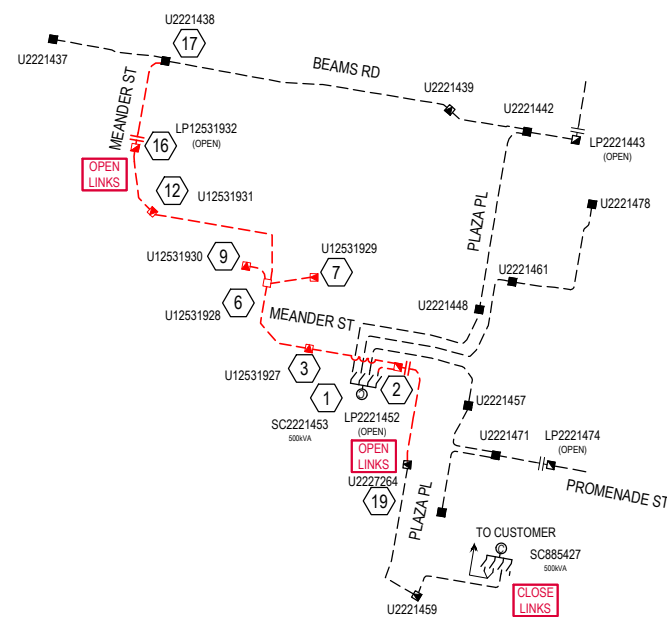 U2221438
17
U2221437
BEAMS RD
U2221439
U2221442
MEANDER ST
LP12531932
(OPEN)
16
LP2221443
(OPEN)
OPEN
LINKS
12
U12531931
U2221478
PLAZA PL
U12531930
9
U12531929
7
U2221461
6
U12531928
MEANDER ST
U2221448
3
U12531927
1
2
SC2221453
500kVA
LP2221452
(OPEN)
U2221457
OPEN
LINKS
U2221471
LP2221474
(OPEN)
U2227264
19
PLAZA PL
PROMENADE ST
TO CUSTOMER
SC885427
500kVA
CLOSE
LINKS
U2221459